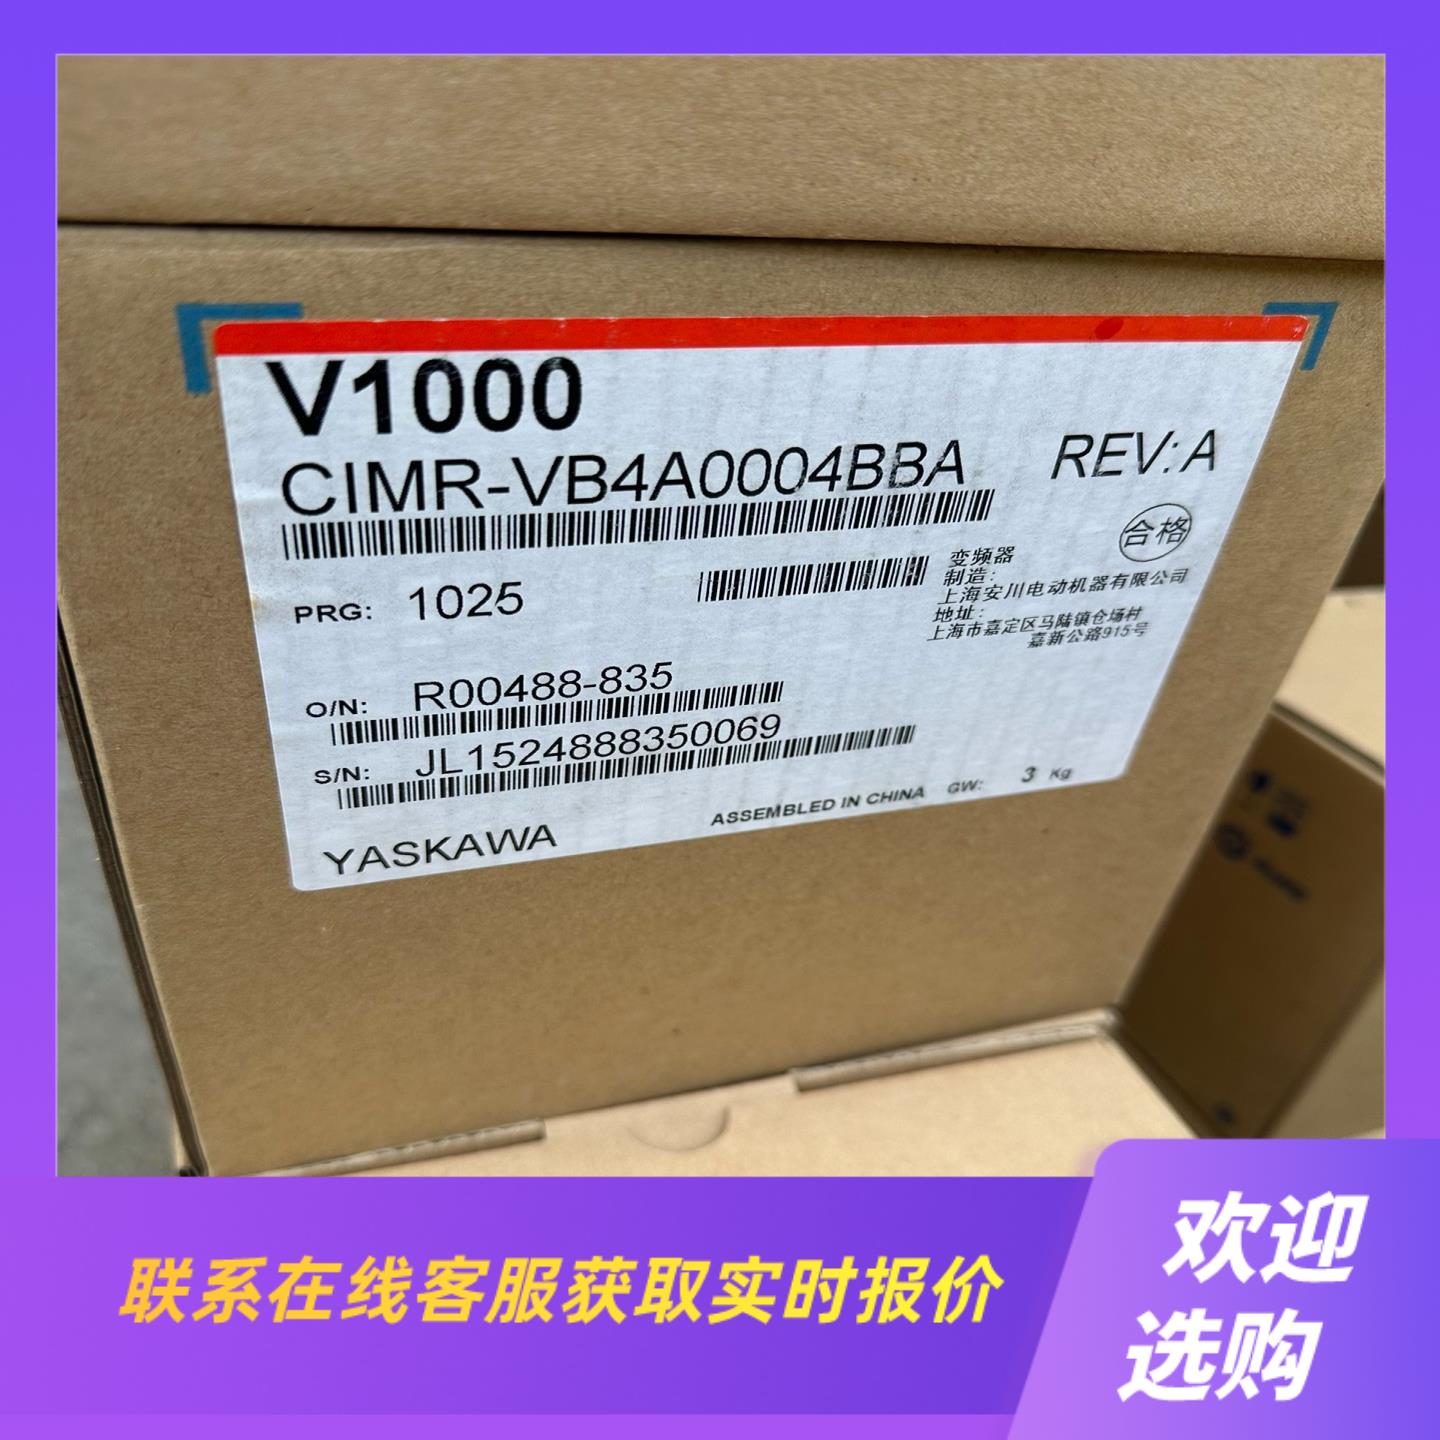 V1000
CIMR-VB4A0004BBA
REV: A
合格
PRG: 1025
变频器
制造:
上海安川电动机器有限公司
地址:
上海市嘉定区马陆镇仓场村
嘉新公路915号
O/N: R00488-835
S/N: JL1524888350069
YASKAWA
ASSEMBLED IN CHINA GW: 3 Kg
联系在线客服获取实时报价
欢迎
选购